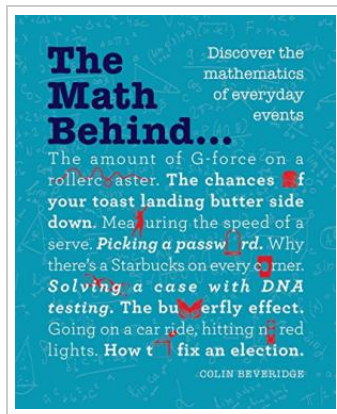 The
Math
Behind...
Discover the
mathematics
of everyday
events
The amount of G-force on a
rollercoaster. The chances of
your toast landing butter side
down. Measuring the speed of a
serve. Picking a password. Why
there's a Starbucks on every corner.
Solving a case with DNA
testing. The butterfly effect.
Going on a car ride, hitting no red
lights. How to fix an election.
COLIN BEVERIDGE